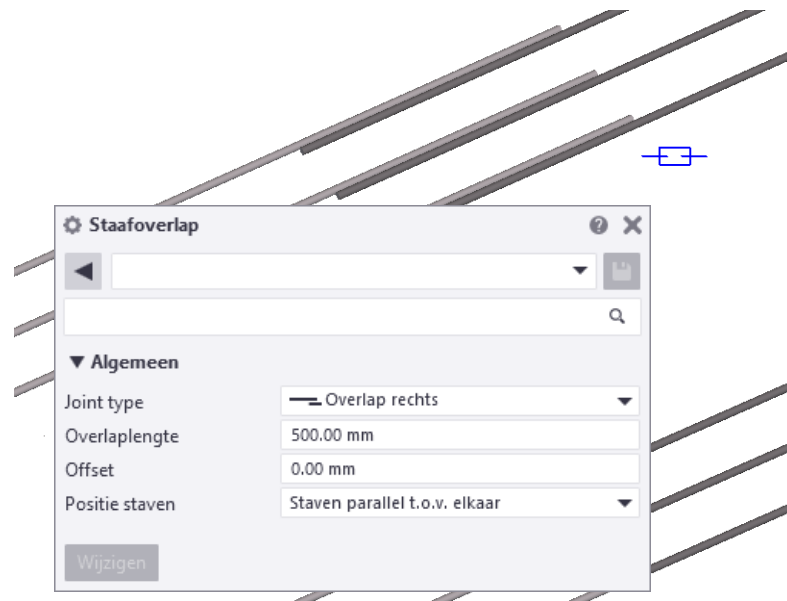 Staafoverlap
Algemeen
Joint type Overlap rechts
Overlaplengte 500.00 mm
Offset 0.00 mm
Positie staven Staven parallel t.o.v. elkaar
Wijzigen